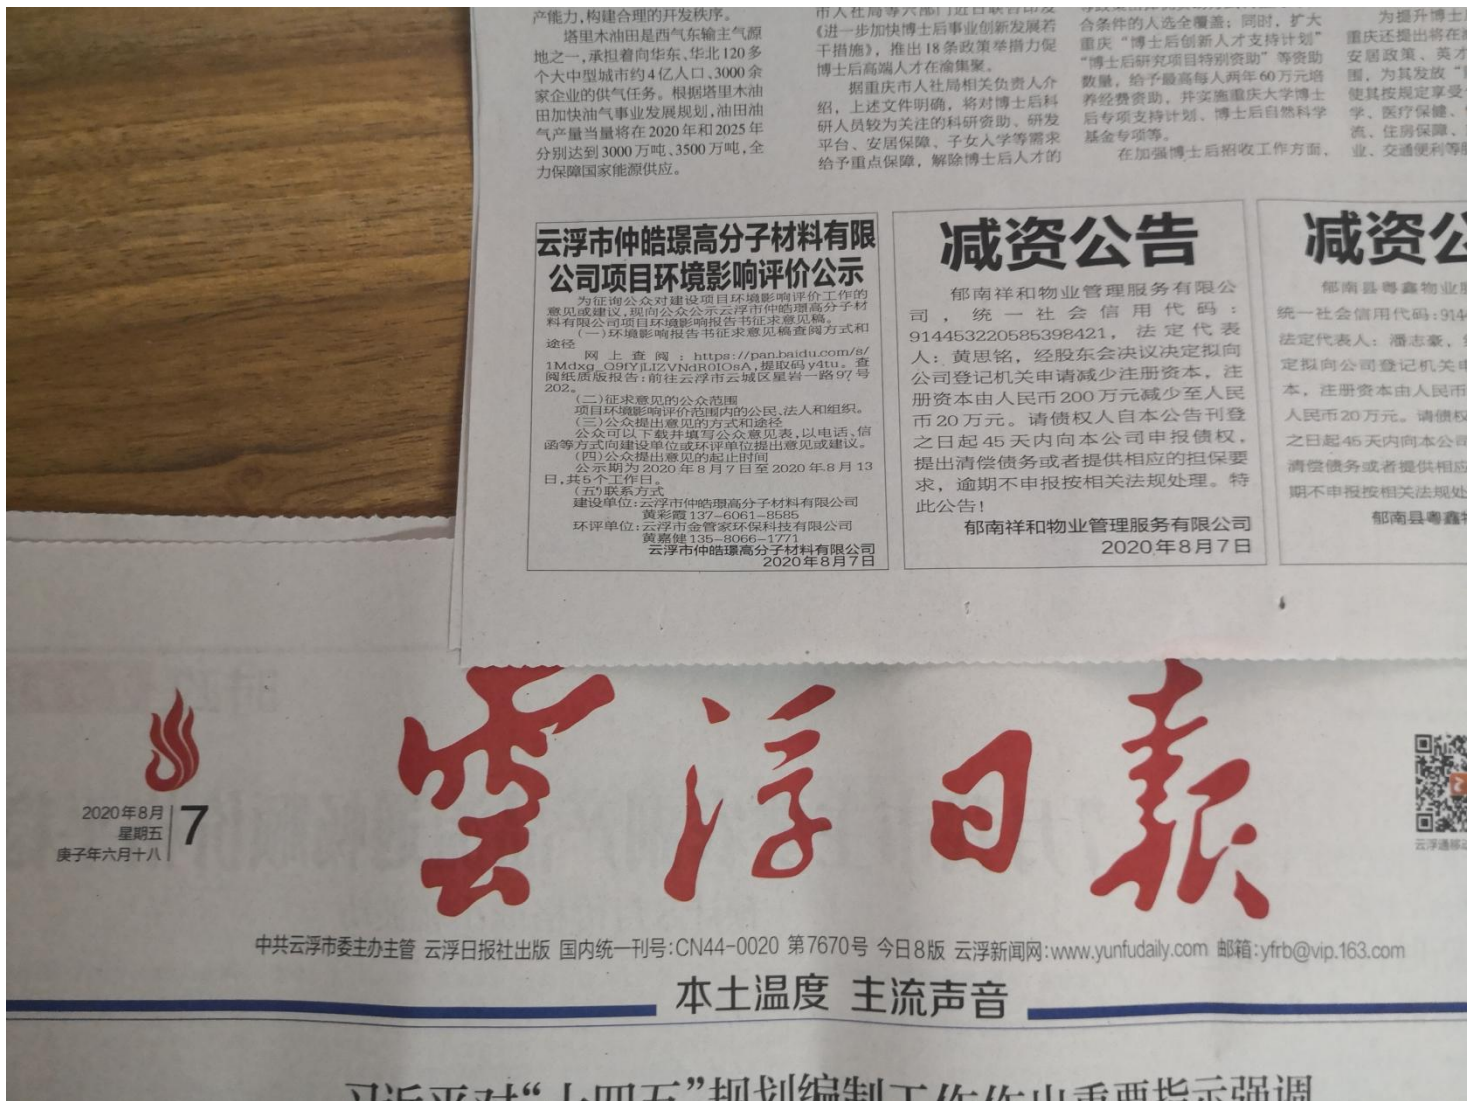 产能力,构建合理的开发秩序。
塔里木油田是西气东输主气源
地之一,承担着向华东、华北120多
个大中型城市约4亿人口、3000余
家企业的供气任务。根据塔里木油
田加快油气事业发展规划,油田油
气产量当量将在2020年和2025年
分别达到3000万吨、3500万吨,全
力保障国家能源供应。
《进一步加快博士后事业创新发展若
干措施》,推出18条政策举措力促
博士后高端人才在渝集聚。
据重庆市人社局相关负责人介
绍,上述文件明确,将对博士后科
研人员较为关注的科研资助、研发
平台、安居保障、子女入学等需求
给予重点保障,解除博士后人才的
合条件的人选全覆盖;同时,扩大
重庆“博士后创新人才支持计划”
“博士后研究项目特别资助”等资助
数量,给予最高每人两年60万元培
养经费资助,并实施重庆大学博士
后专项支持计划、博士后自然科学
基金专项等。
在加强博士后招收工作方面,
为提升博士
重庆还提出将在
安居政策、英才
围,为其发放“
使其按规定享受
学、医疗保健、
流、住房保障、
业、交通便利等
云浮市仲皓璟高分子材料有限
公司项目环境影响评价公示
为征询公众对建设项目环境影响评价工作的
意见或建议,现向公众公示云浮市仲皓璟高分子材
料有限公司项目环境影响报告书征求意见稿。
(一)环境影响报告书征求意见稿查阅方式和
途径
网上查阅:https://pan.baidu.com/s/
1Mdxg_O9fYjLIZVNdR0IOsA,提取码y4tu。查
阅纸质版报告:前往云浮市云城区星岩一路97号
202。
(二)征求意见的公众范围
项目环境影响评价范围内的公民、法人和组织。
(三)公众提出意见的方式和途径
公众可以下载并填写公众意见表,以电话、信
函等方式向建设单位或环评单位提出意见或建议。
(四)公众提出意见的起止时间
公示期为2020年8月7日至2020年8月13
日,共5个工作日。
(五)联系方式
建设单位:云浮市仲皓璟高分子材料有限公司
黄彩霞137-6061-8585
环评单位:云浮市金管家环保科技有限公司
黄嘉健135-8066-1771
云浮市仲皓璟高分子材料有限公司
2020年8月7日
减资公告
郁南祥和物业管理服务有限公
司,统一社会信用代码:
914453220585398421,法定代表
人:黄思铭,经股东会决议决定拟向
公司登记机关申请减少注册资本,注
册资本由人民币200万元减少至人民
币20万元。请债权人自本公告刊登
之日起45天内向本公司申报债权,
提出清偿债务或者提供相应的担保要
求,逾期不申报按相关法规处理。特
此公告!
郁南祥和物业管理服务有限公司
2020年8月7日
减资公
郁南县粤鑫物业
统一社会信用代码:914
法定代表人:潘志豪,
定拟向公司登记机关申
本,注册资本由人民币
人民币20万元。请债权
之日起45天内向本公司
清偿债务或者提供相应
期不申报按相关法规处
郁南县粤鑫
雲浮日报
2020年8月
星期五
庚子年六月十八
7
中共云浮市委主办主管 云浮日报社出版 国内统一刊号:CN44-0020 第7670号 今日8版 云浮新闻网:www.yunfudaily.com 邮箱:yfrb@vip.163.com
本土温度 主流声音
习近平对“十四五”规划编制工作作出重要指示强调